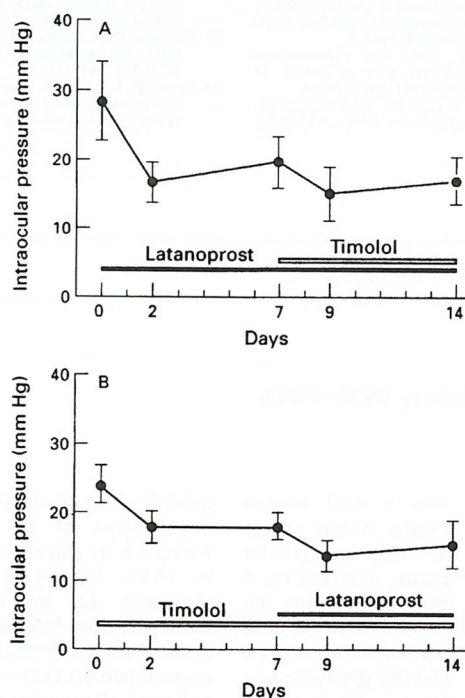 A
Intraocular pressure (mm Hg)
40
30
20
10
0
Latanoprost
Timolol
0 2 7 9 14
Days
B
Intraocular pressure (mm Hg)
40
30
20
10
0
Latanoprost
Timolol
0 2 7 9 14
Days